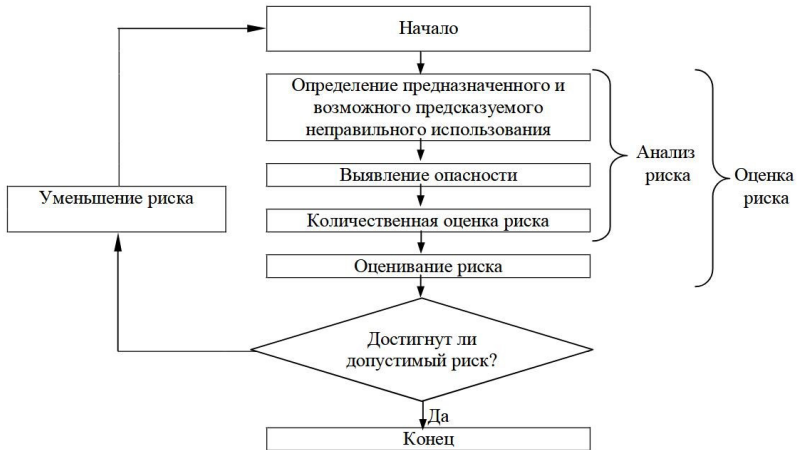 Начало
Определение предназначенного и
возможного предсказуемого
неправильного использования
Анализ
риска
Выявление опасности
Оценка
риска
Уменьшение риска
Количественная оценка риска
Оценивание риска
Достигнут ли
допустимый риск?
Да
Конец